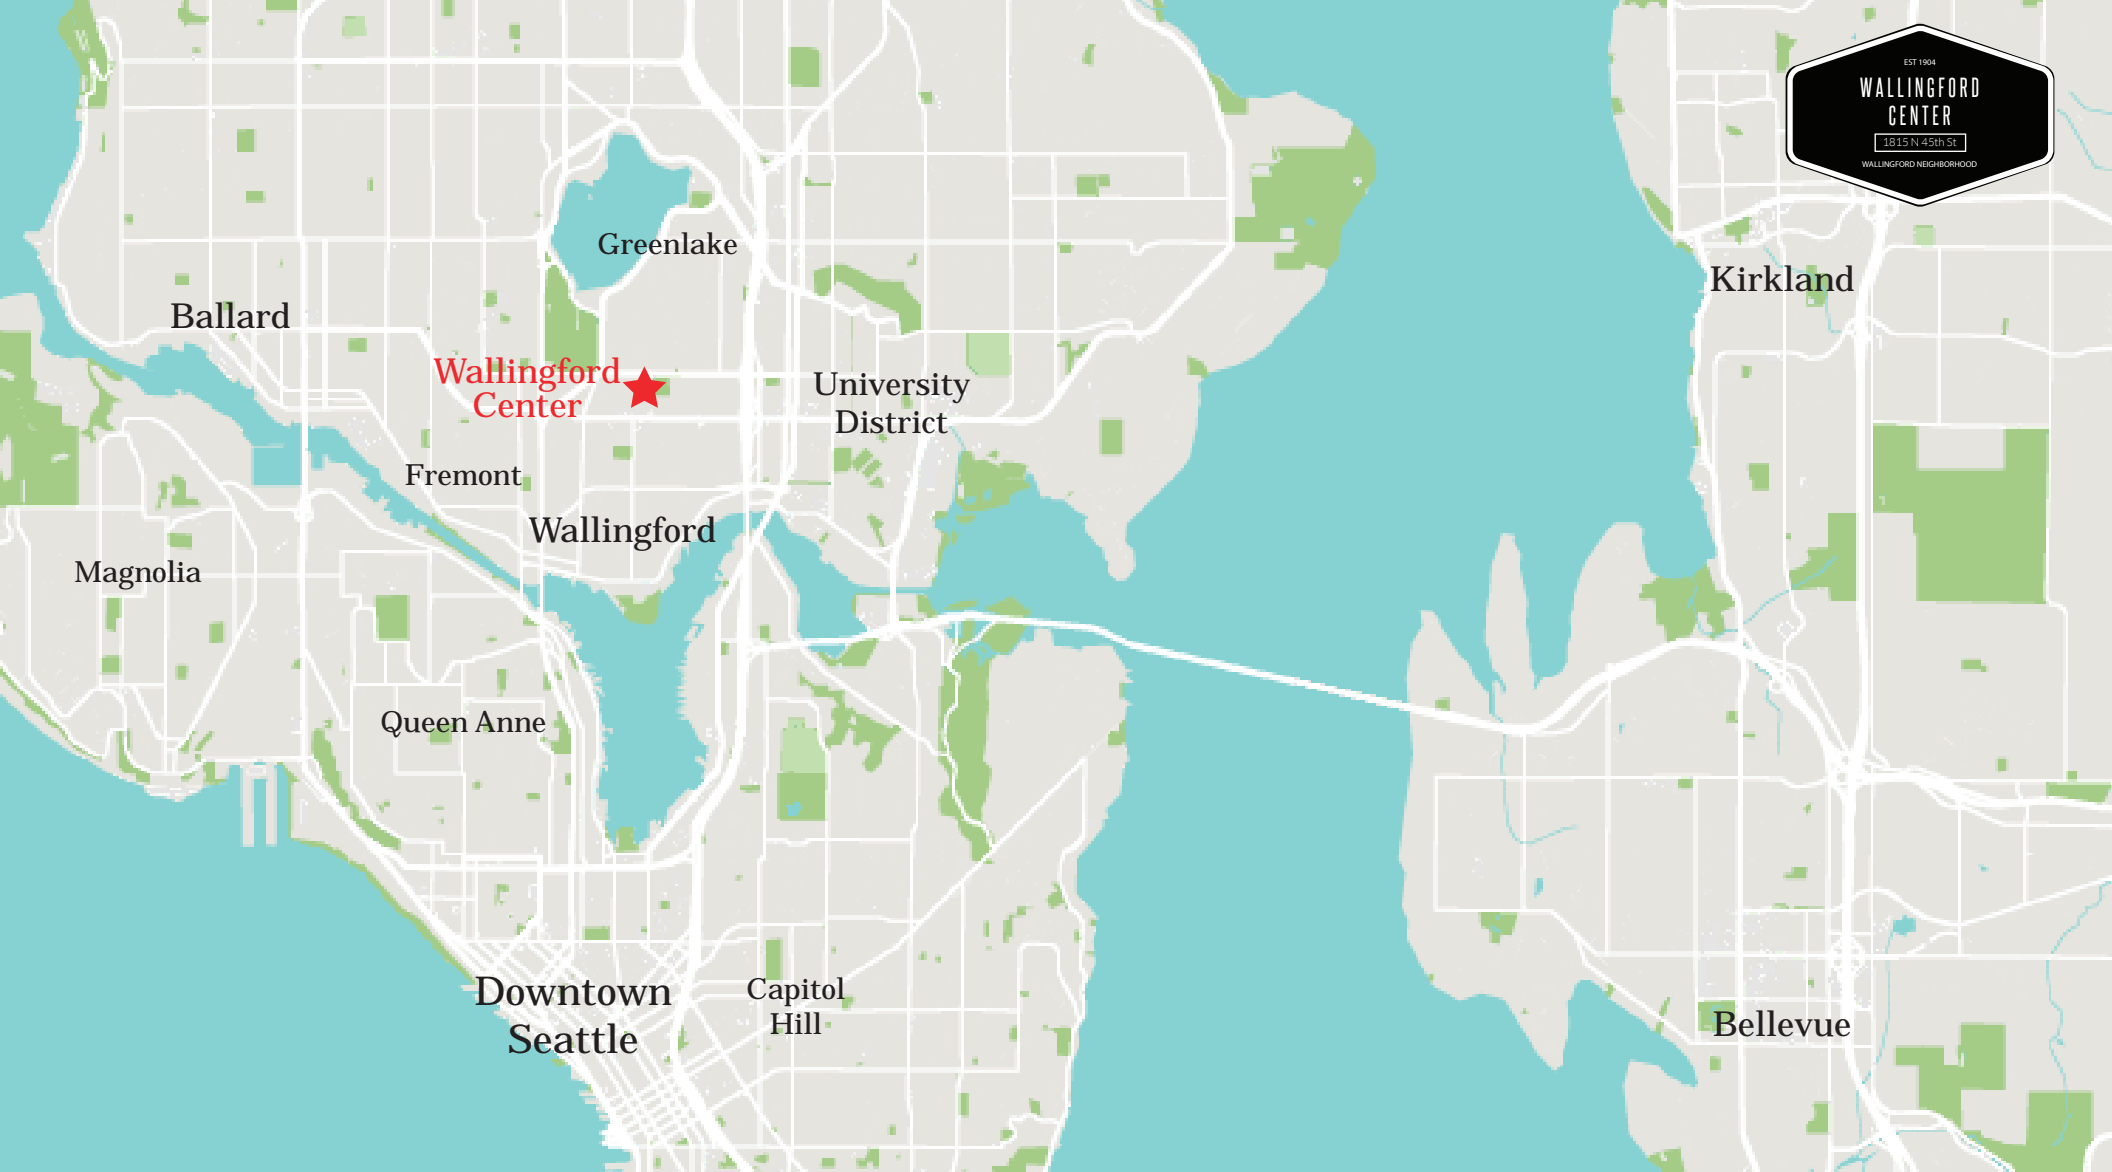 EST 1904
WALLINGFORD
CENTER
1815 N 45th St
WALLINGFORD NEIGHBORHOOD
Greenlake
Kirkland
Ballard
Wallingford
Center
University
District
Fremont
Wallingford
Magnolia
Queen Anne
Downtown
Seattle
Capitol
Hill
Bellevue